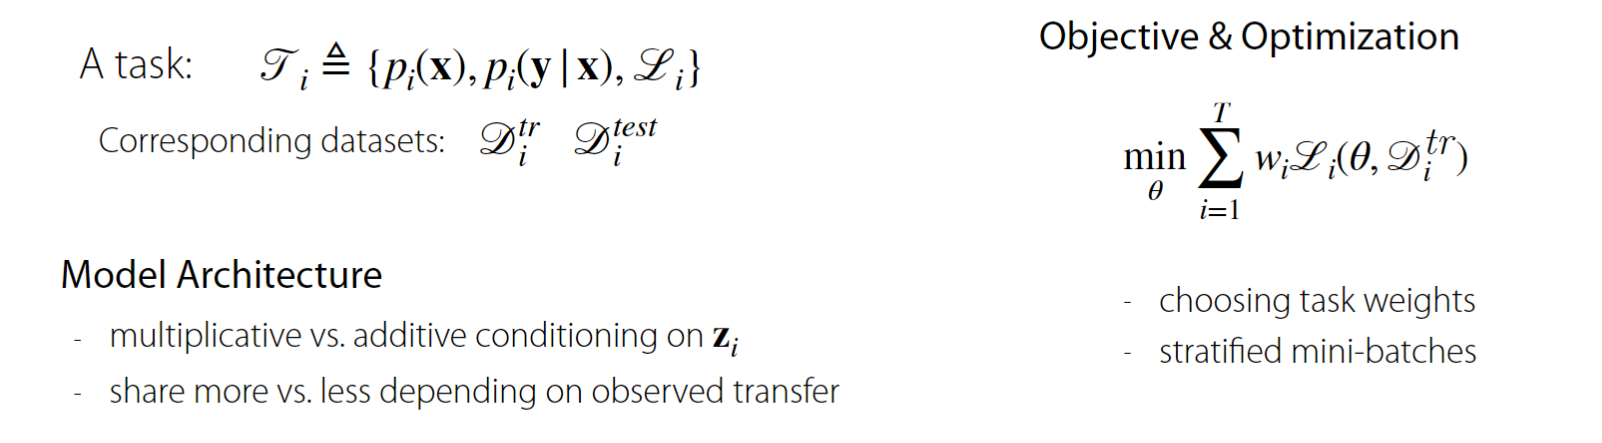 A task: 𝒯ᵢ ≜ {pᵢ(𝐱), pᵢ(𝐲 | 𝐱), ℒᵢ}
Corresponding datasets: 𝒟ᵢᵗʳ 𝒟ᵢᵗᵉˢᵗ
Model Architecture
- multiplicative vs. additive conditioning on 𝐳ᵢ
- share more vs. less depending on observed transfer
Objective & Optimization
min_θ ∑_{i=1}^{T} wᵢℒᵢ(θ, 𝒟ᵢᵗʳ)
- choosing task weights
- stratified mini-batches